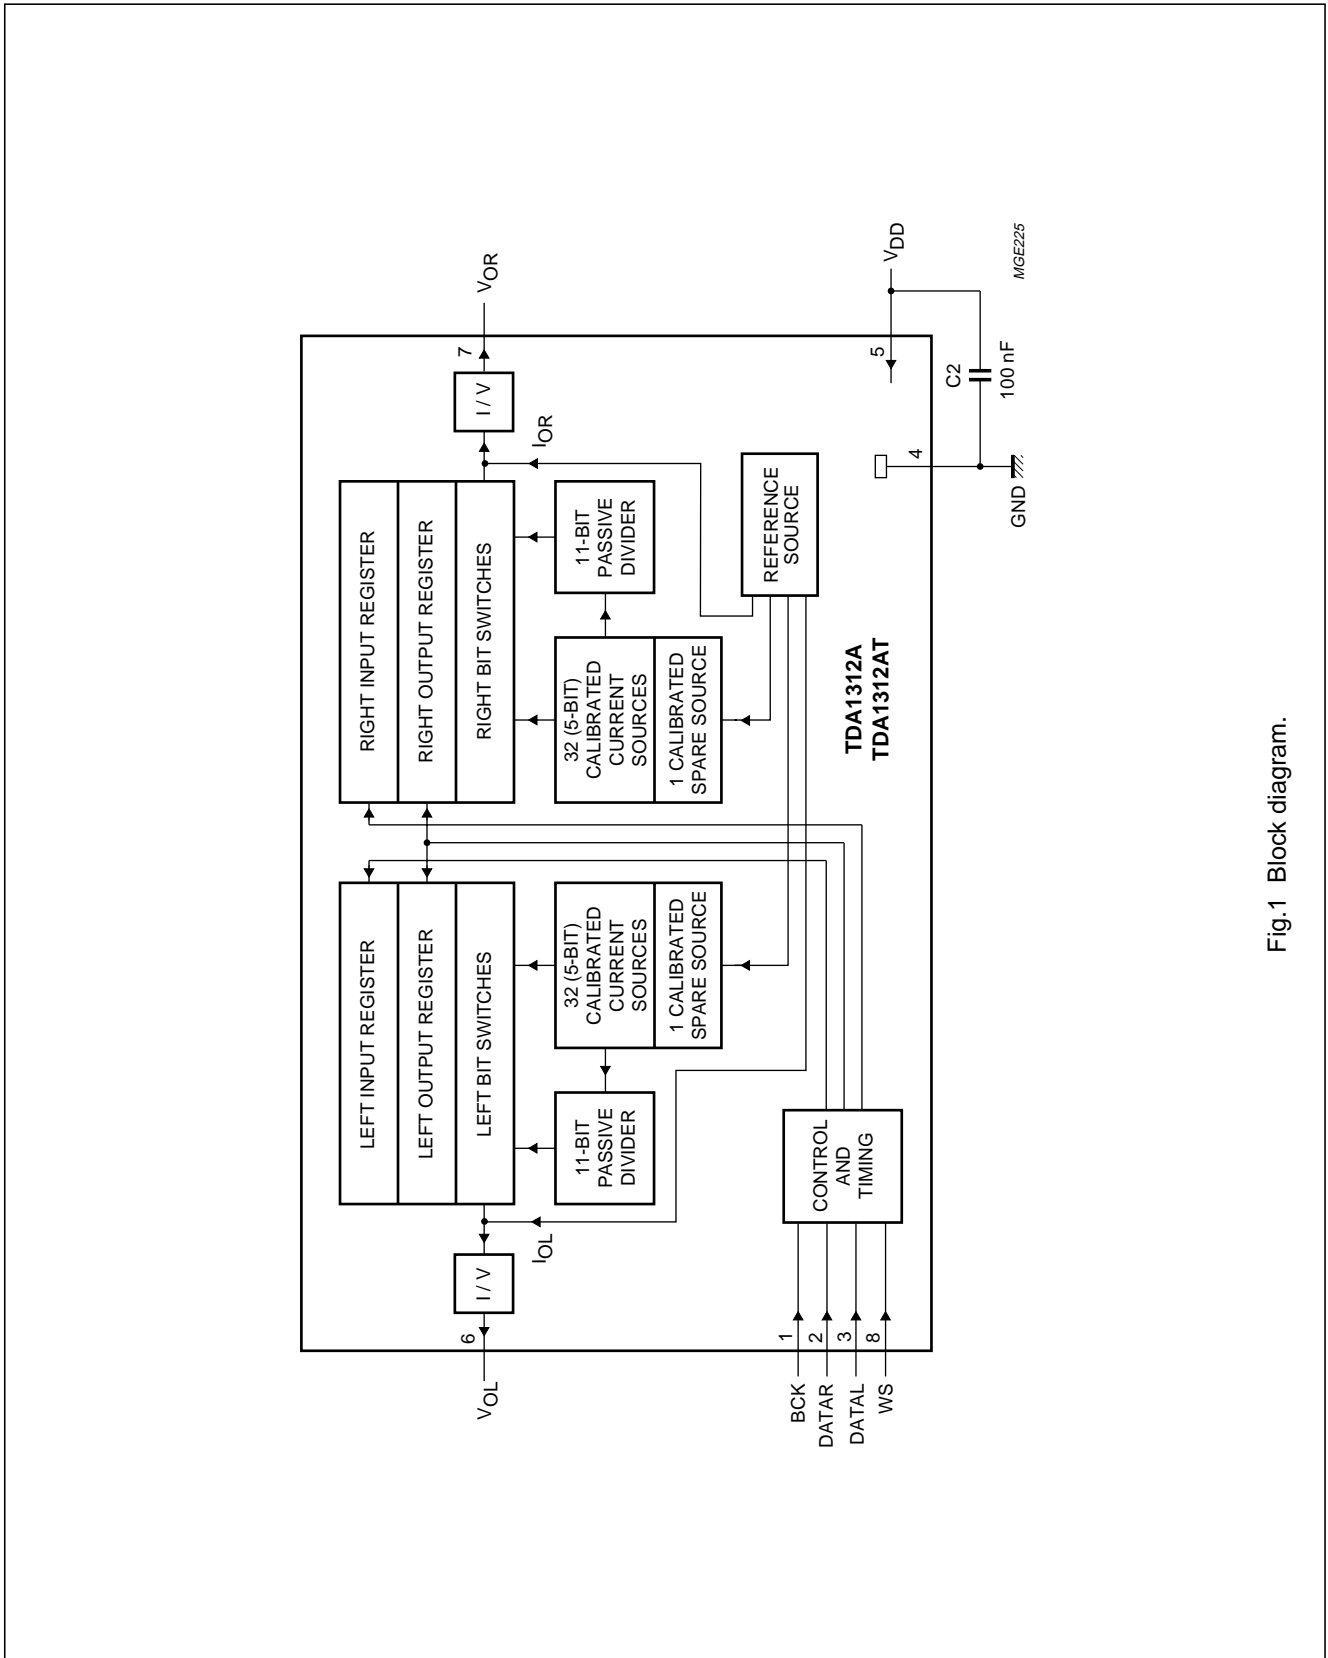 LEFT INPUT REGISTER
LEFT OUTPUT REGISTER
LEFT BIT SWITCHES
RIGHT INPUT REGISTER
RIGHT OUTPUT REGISTER
RIGHT BIT SWITCHES
VOL
6
I / V
IOL
I / V
7
VOR
IOR
11-BIT
PASSIVE
DIVIDER
32 (5-BIT)
CALIBRATED
CURRENT
SOURCES
1 CALIBRATED
SPARE SOURCE
32 (5-BIT)
CALIBRATED
CURRENT
SOURCES
1 CALIBRATED
SPARE SOURCE
11-BIT
PASSIVE
DIVIDER
REFERENCE
SOURCE
BCK
1
DATAR
2
DATAL
3
WS
8
CONTROL
AND
TIMING
TDA1312A
TDA1312AT
4
5
VDD
C2
100 nF
GND
MGE225
Fig.1 Block diagram.